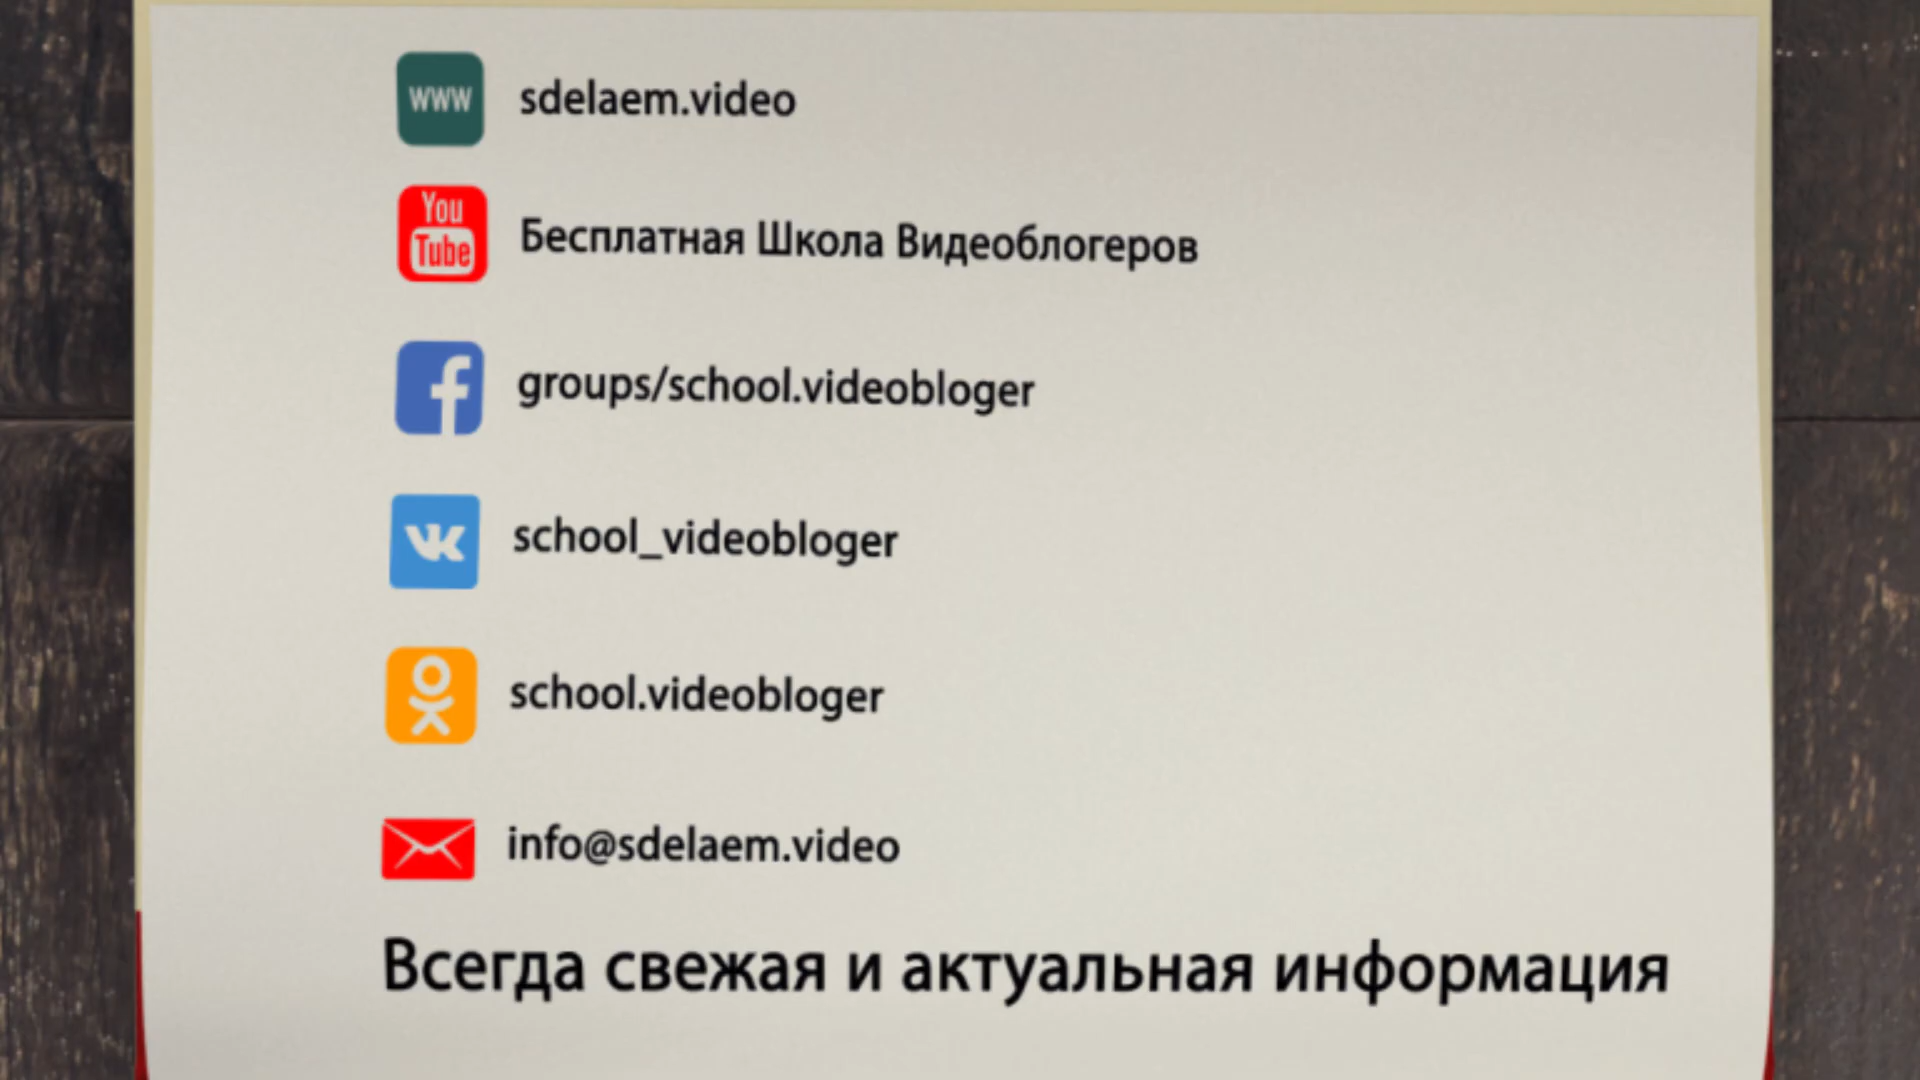 www sdelaem.video
You Tube Бесплатная Школа Видеоблогеров
f groups/school.videobloger
VK school_videobloger
school.videobloger
info@sdelaem.video
Всегда свежая и актуальная информация